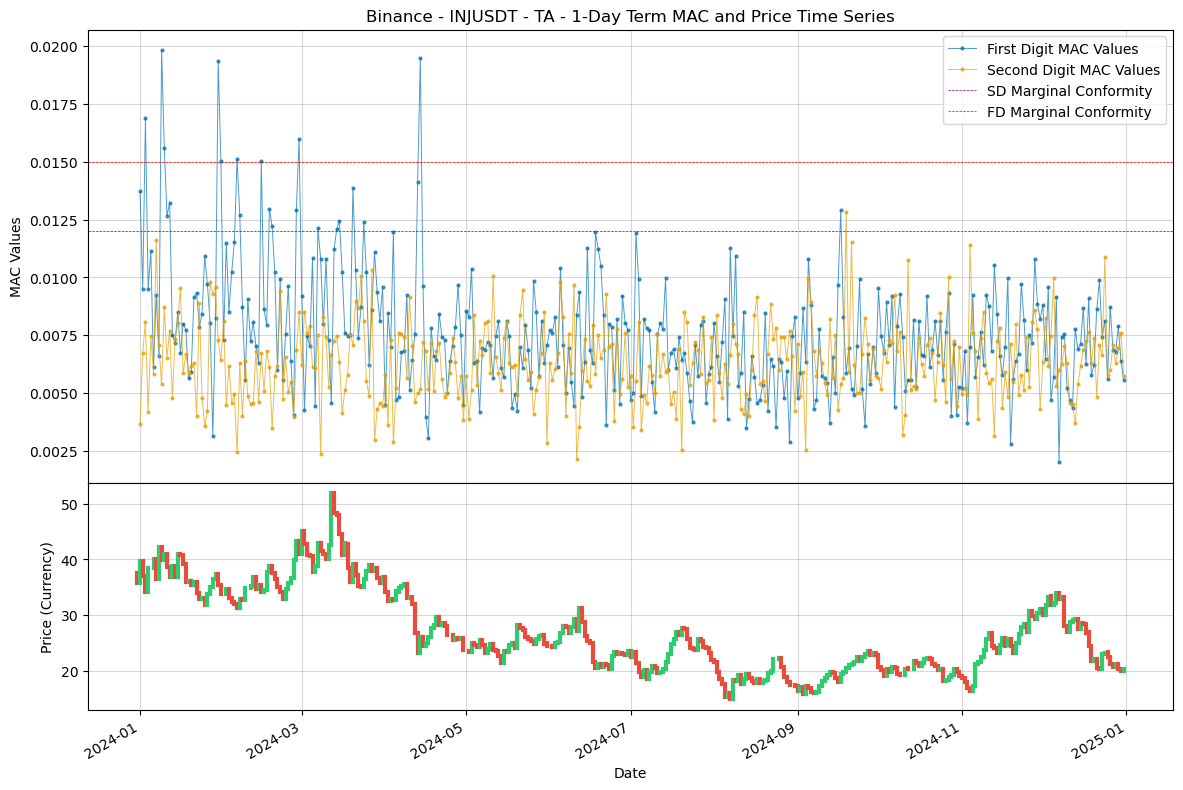 Binance - INJUSDT - TA - 1-Day Term MAC and Price Time Series
First Digit MAC Values
Second Digit MAC Values
SD Marginal Conformity
FD Marginal Conformity
MAC Values
0.0200
0.0175
0.0150
0.0125
0.0100
0.0075
0.0050
0.0025
Price (Currency)
50
40
30
20
2024-01
2024-03
2024-05
2024-07
2024-09
2024-11
2025-01
Date